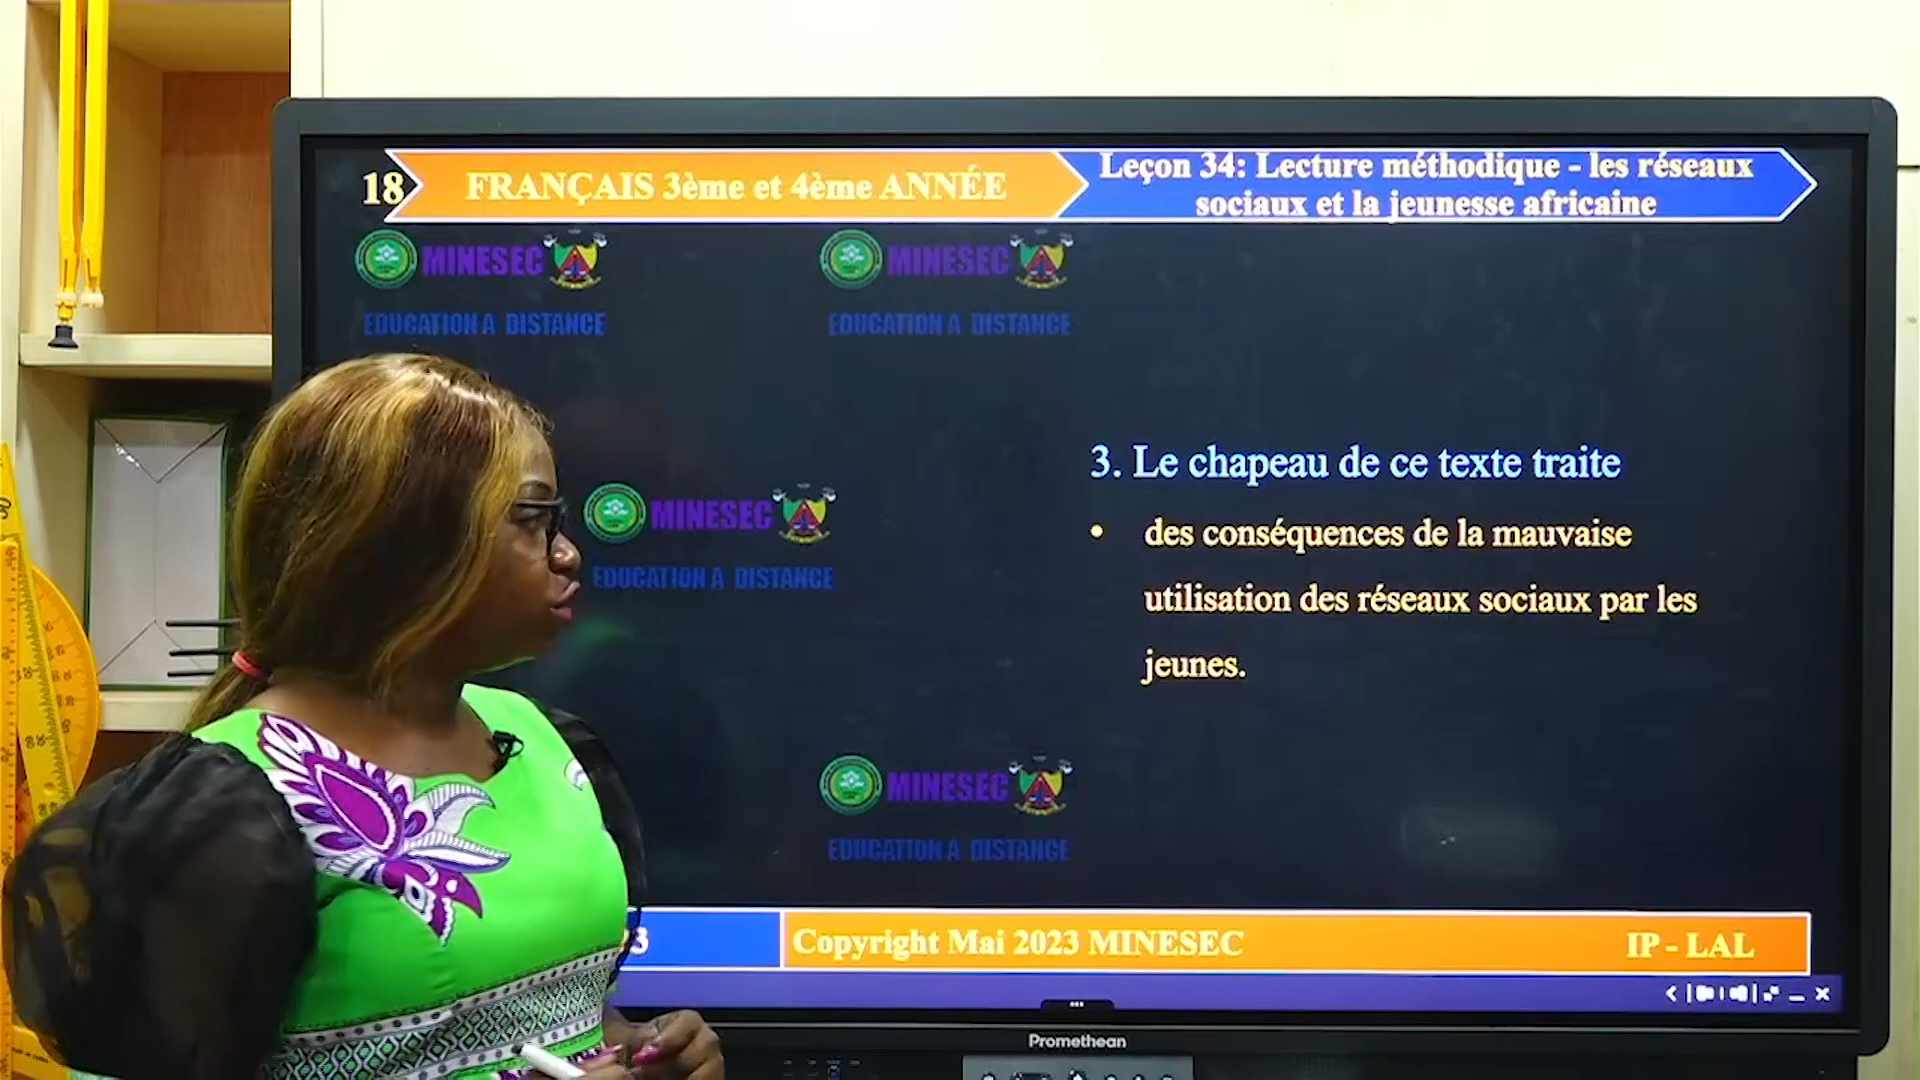 18
FRANÇAIS 3ème et 4ème ANNÉE
Leçon 34: Lecture méthodique - les réseaux
sociaux et la jeunesse africaine
MINESEC
EDUCATION A DISTANCE
MINESEC
EDUCATION A DISTANCE
3. Le chapeau de ce texte traite
• des conséquences de la mauvaise
utilisation des réseaux sociaux par les
jeunes.
MINESEC
EDUCATION A DISTANCE
MINESEC
EDUCATION A DISTANCE
Copyright Mai 2023 MINESEC
IP - LAL
Promethean